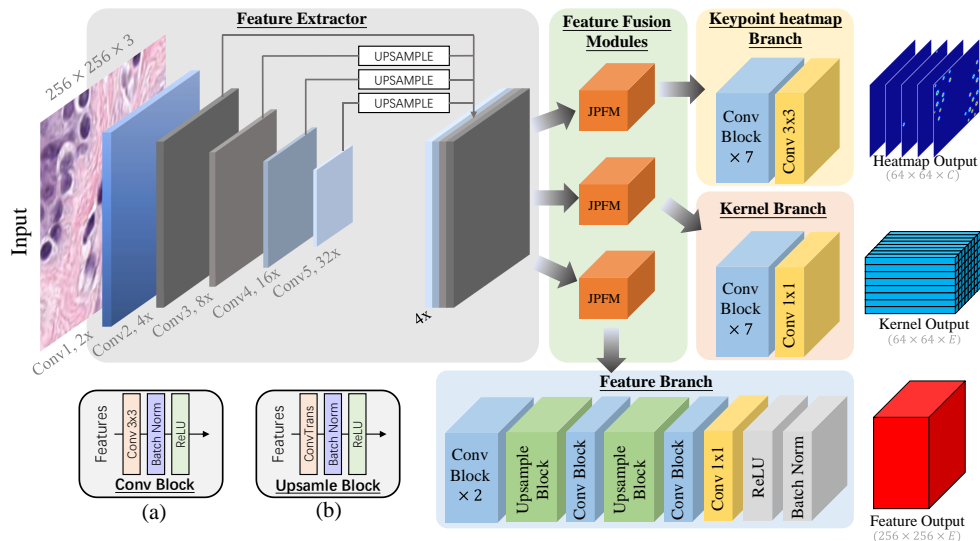 Feature Extractor
256 × 256 × 3
UPSAMPLE
UPSAMPLE
UPSAMPLE
Input
Conv1, 2x
Conv2, 4x
Conv3, 8x
Conv4, 16x
Conv5, 32x
4x
Feature Fusion
Modules
JPFM
JPFM
JPFM
Keypoint heatmap
Branch
Conv
Block
× 7
Conv 3x3
Heatmap Output
(64 × 64 × C)
Kernel Branch
Conv
Block
× 7
Conv 1x1
Kernel Output
(64 × 64 × E)
Feature Branch
Conv
Block
× 2
Upsample
Block
Conv Block
Upsample
Block
Conv Block
Conv 1x1
ReLU
Batch Norm
Feature Output
(256 × 256 × E)
Features
Conv 3x3
Batch Norm
ReLU
Conv Block
(a)
Features
ConvTrans
Batch Norm
ReLU
Upsamle Block
(b)